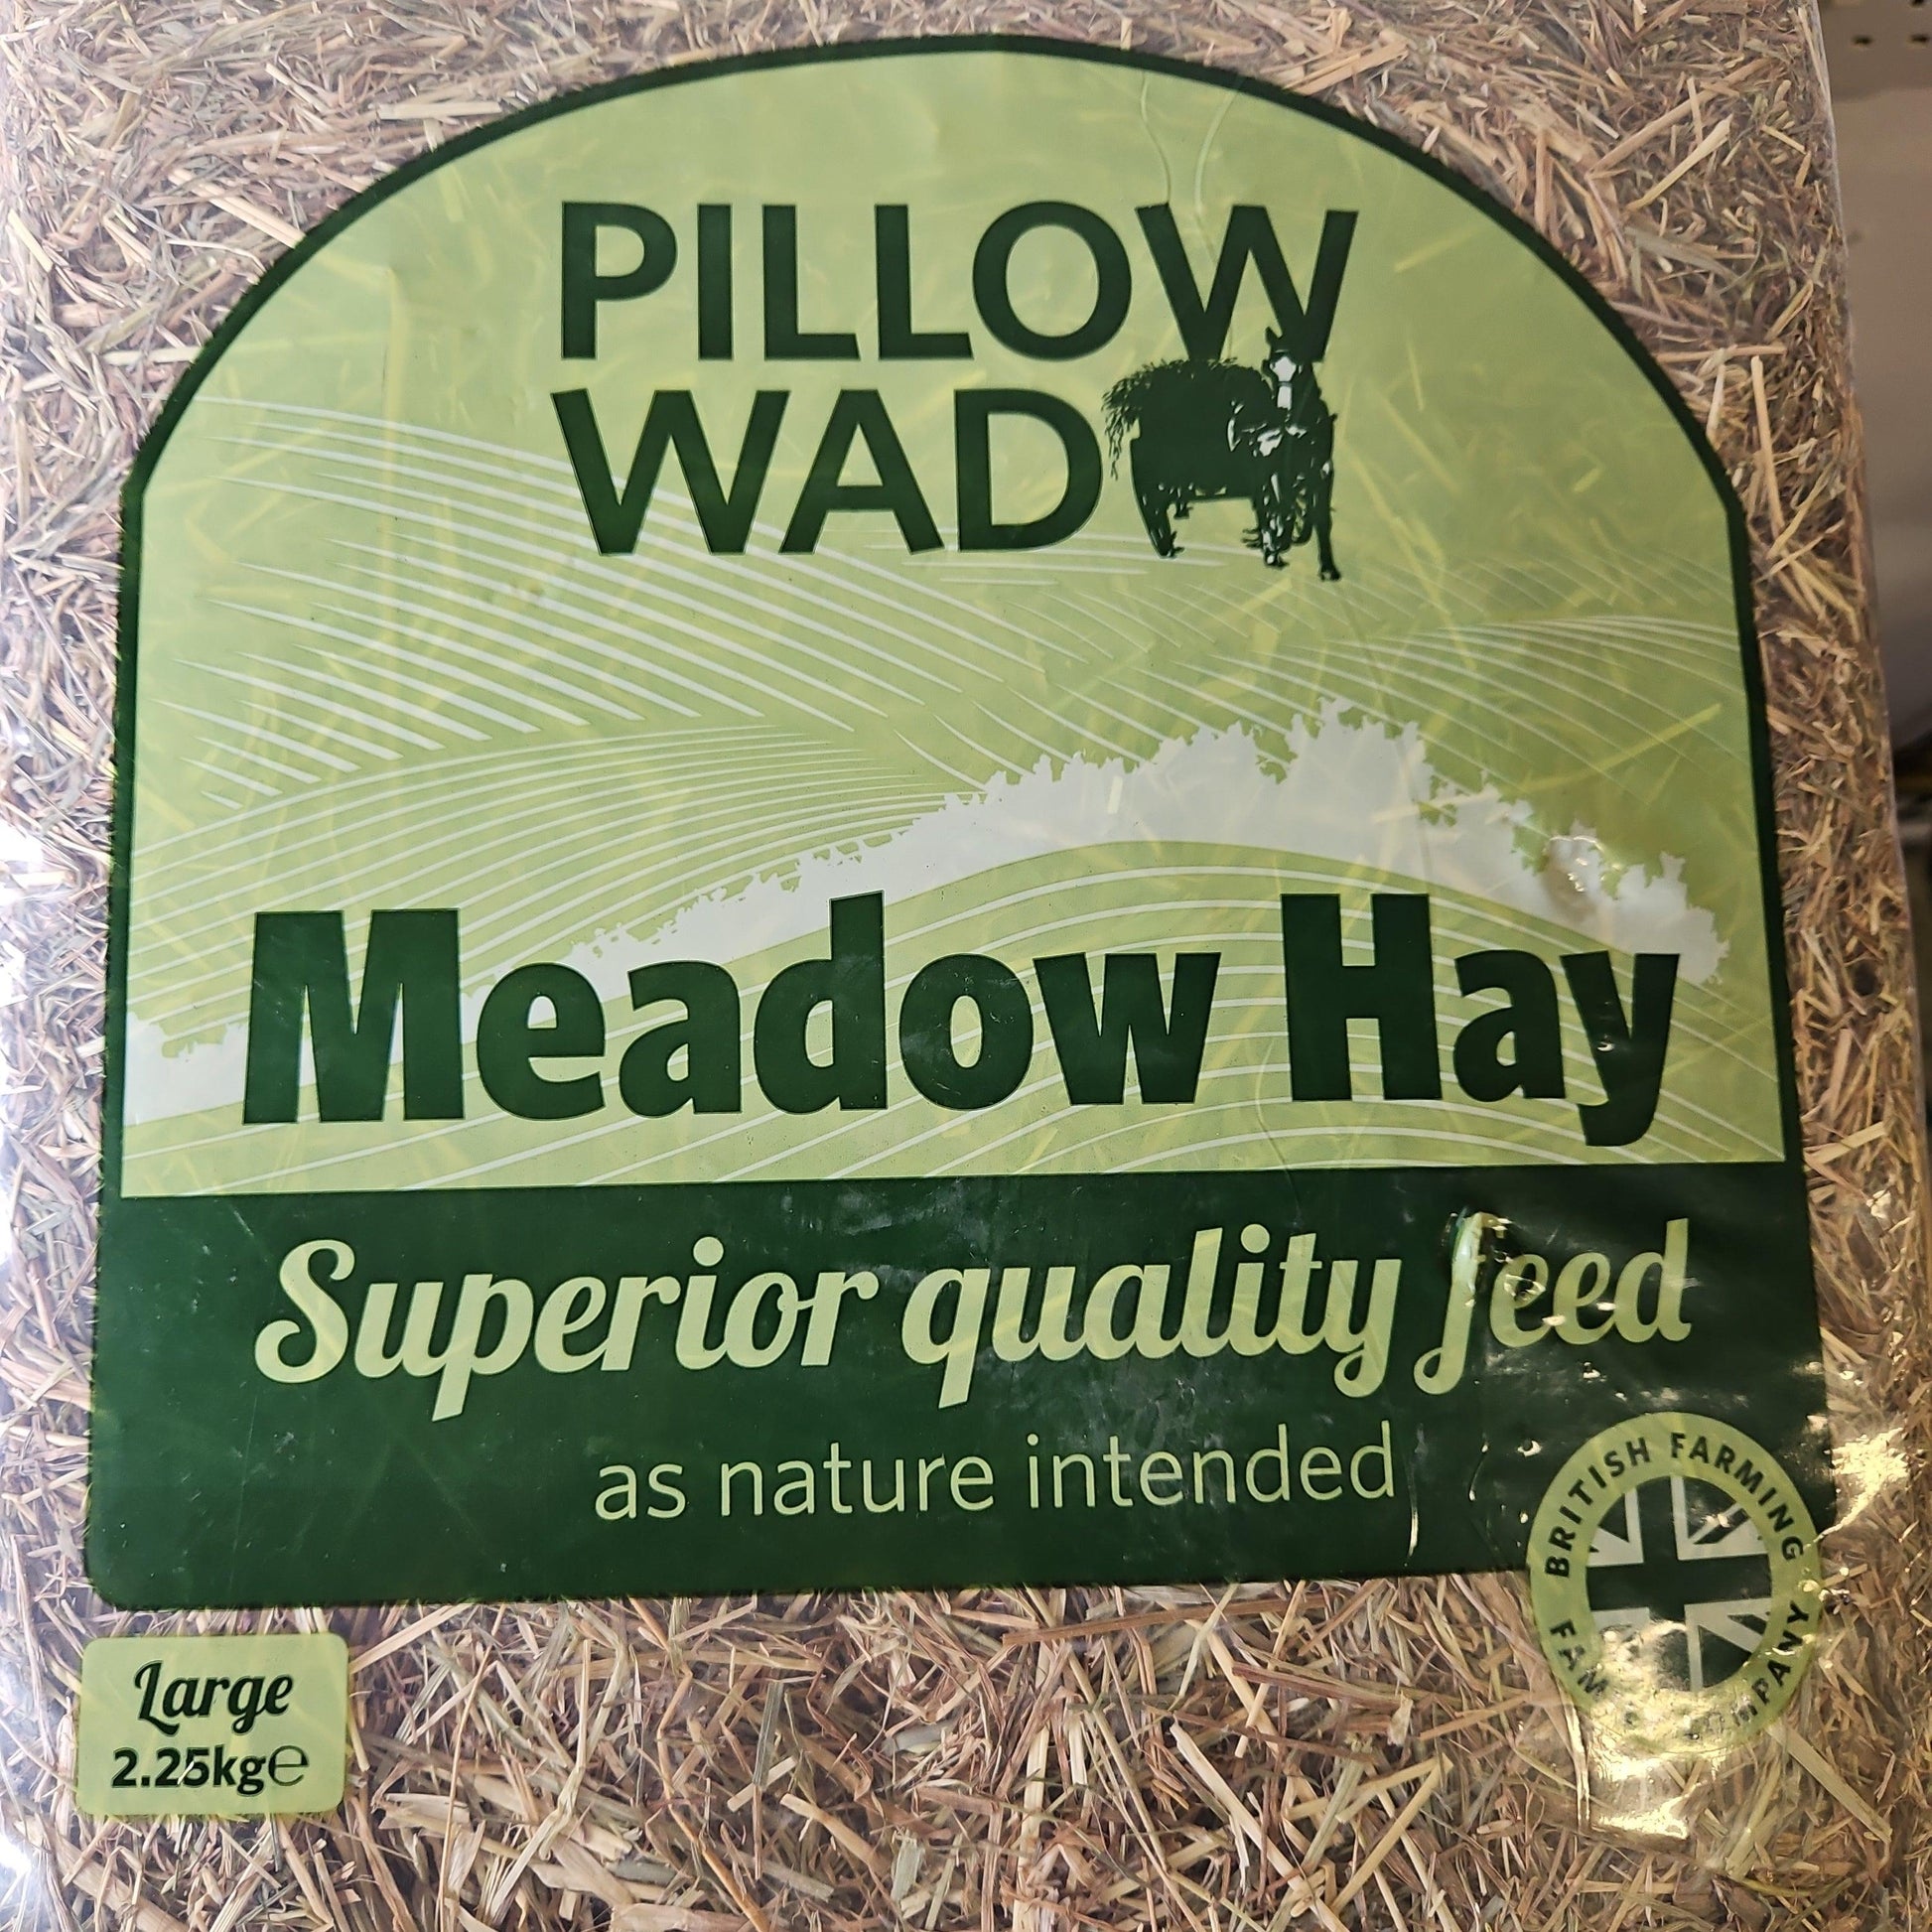 PILLOW
WAD
Meadow Hay
Superior quality feed
as nature intended
BRITISH FARMING
Large
2.25kg℮